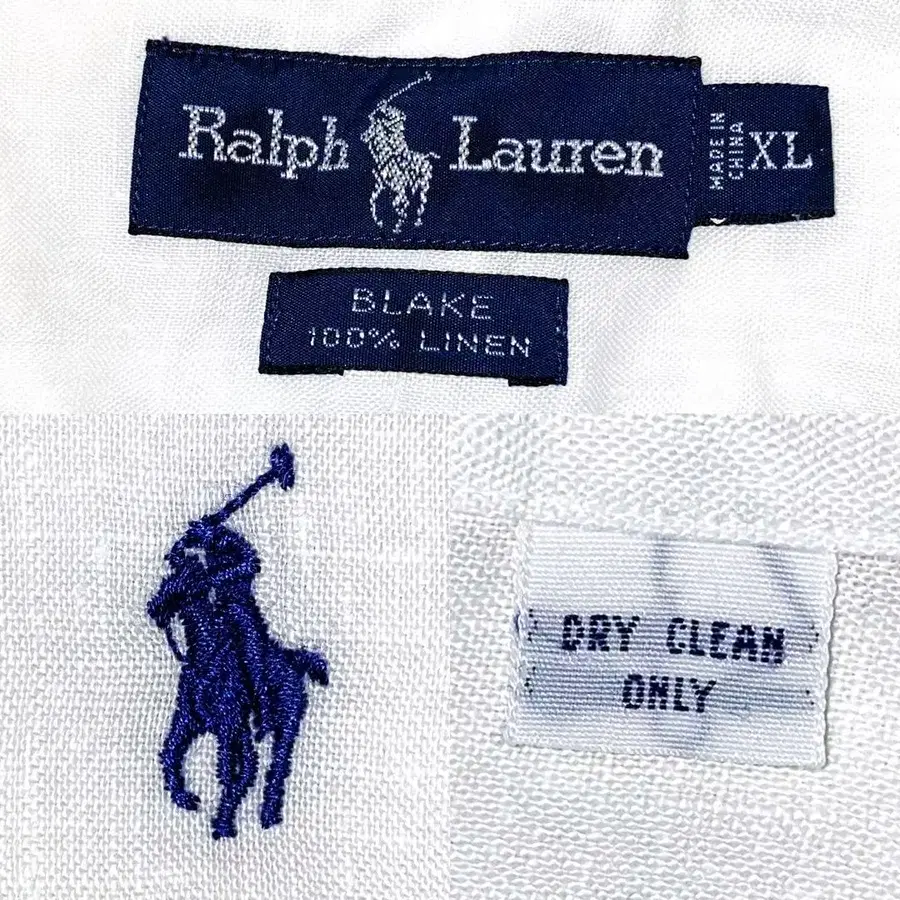 Ralph Lauren
MADE IN
CHINA
XL
BLAKE
100% LINEN
DRY CLEAN
ONLY